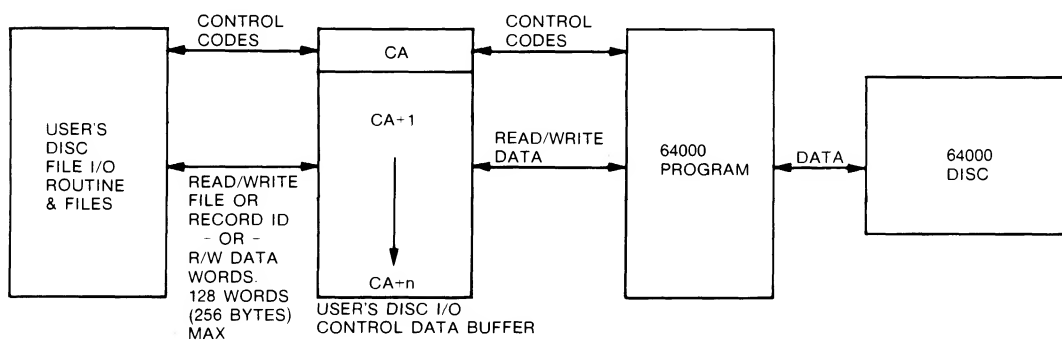 CONTROL
CODES
CONTROL
CODES
CA
CA+1
CA+n
USER'S
DISC
FILE I/O
ROUTINE
& FILES
READ/WRITE
FILE OR
RECORD ID
- OR -
R/W DATA
WORDS.
128 WORDS
(256 BYTES)
MAX
USER'S DISC I/O
CONTROL DATA BUFFER
READ/WRITE
DATA
64000
PROGRAM
DATA
64000
DISC